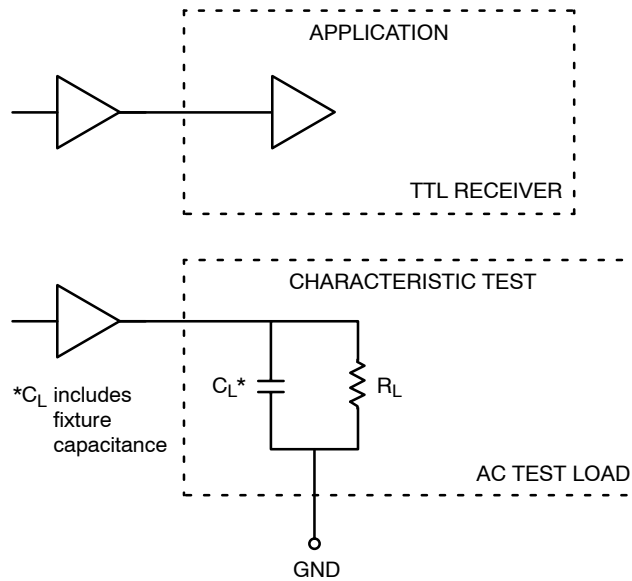 APPLICATION
TTL RECEIVER
CHARACTERISTIC TEST
*CL includes
fixture
capacitance
CL*
RL
AC TEST LOAD
GND